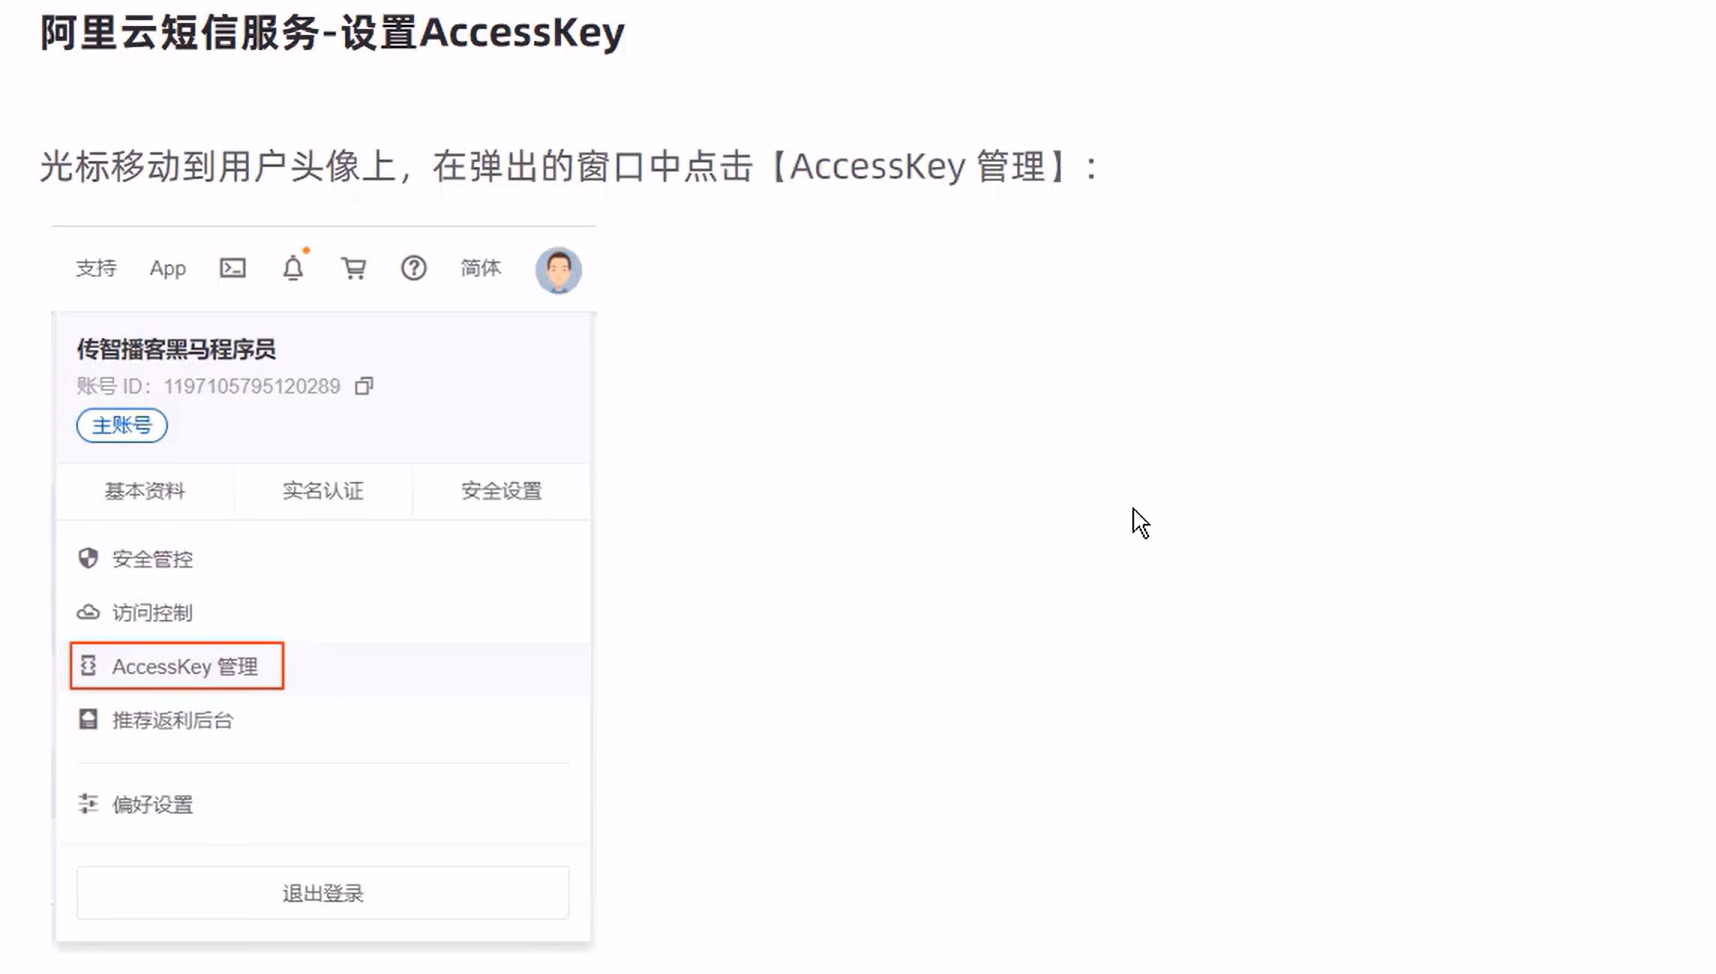 阿里云短信服务-设置AccessKey
光标移动到用户头像上，在弹出的窗口中点击【AccessKey 管理】：
支持 App 简体
传智播客黑马程序员
账号 ID： 1197105795120289
主账号
基本资料 实名认证 安全设置
安全管控
访问控制
AccessKey 管理
推荐返利后台
偏好设置
退出登录